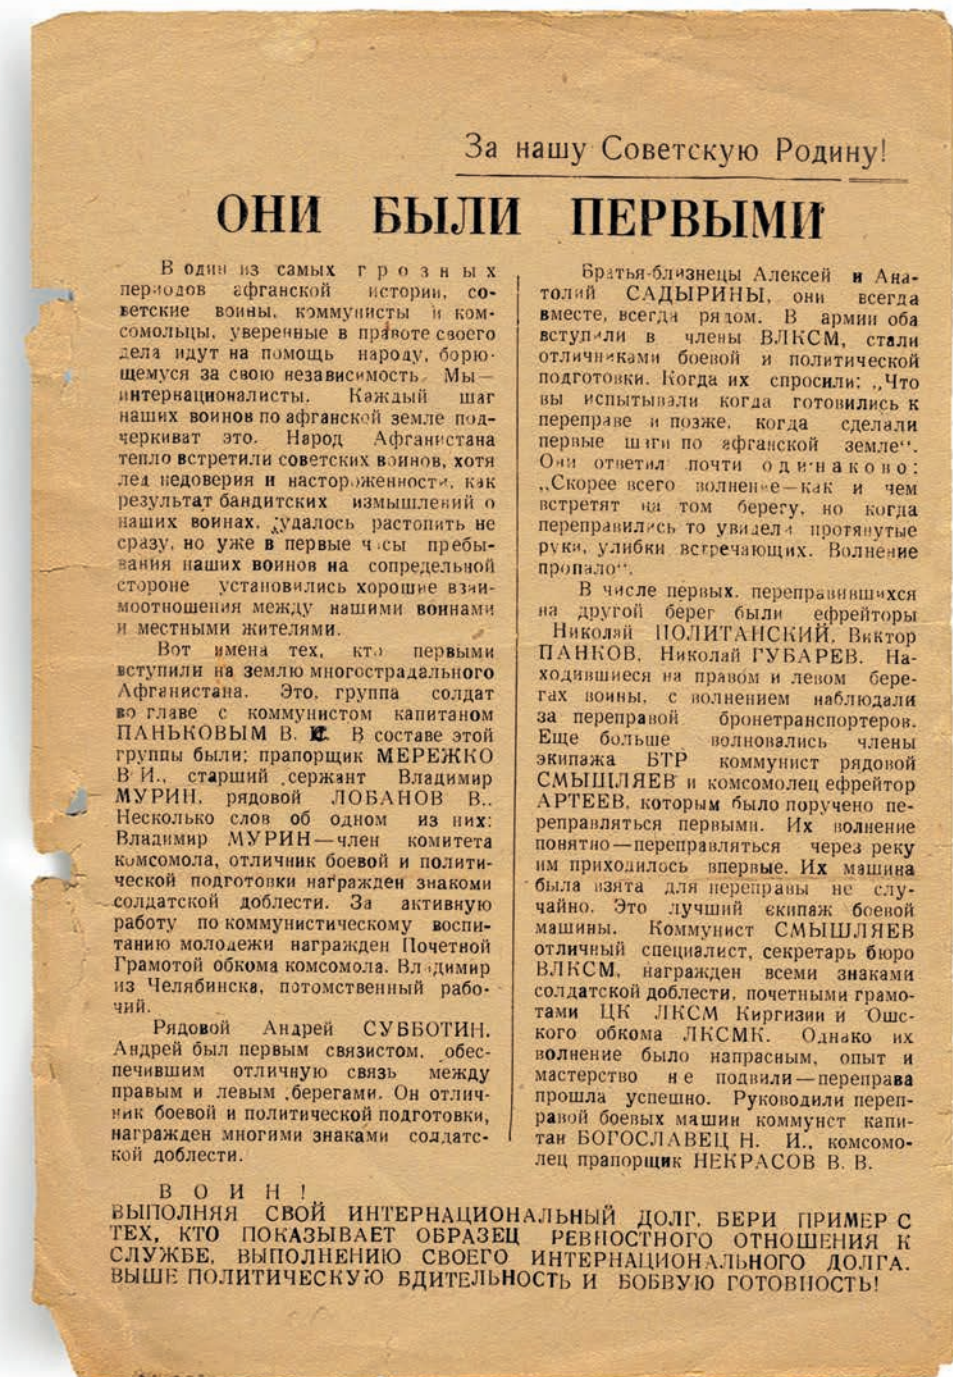 За нашу Советскую Родину!
ОНИ БЫЛИ ПЕРВЫМИ
В один из самых грозных
периодов афганской истории, со-
ветские воины, коммунисты и ком-
сомольцы, уверенные в правоте своего
дела идут на помощь народу, борю-
щемуся за свою независимость. Мы—
интернационалисты. Каждый шаг
наших воинов по афганской земле под-
черкиват это. Народ Афганистана
тепло встретили советских воинов, хотя
лед недоверия и настороженности, как
результат бандитских измышлений о
наших воинах, удалось растопить не
сразу, но уже в первые часы пребы-
вания наших воинов на сопредельной
стороне установились хорошие взаи-
моотношения между нашими воинами
и местными жителями.
Вот имена тех, кто первыми
вступили на землю многострадального
Афганистана. Это, группа солдат
во главе с коммунистом капитаном
ПАНЬКОВЫМ В. В составе этой
группы были: прапорщик МЕРЕЖКО
В И., старший сержант Владимир
МУРИН, рядовой ЛОБАНОВ В..
Несколько слов об одном из них:
Владимир МУРИН—член комитета
комсомола, отличник боевой и полити-
ческой подготовки награжден знакоми
солдатской доблести. За активную
работу по коммунистическому воспи-
танию молодежи награжден Почетной
Грамотой обкома комсомола. Владимир
из Челябинска, потомственный рабо-
чий.
Рядовой Андрей СУББОТИН.
Андрей был первым связистом, обес-
печившим отличную связь между
правым и левым берегами. Он отлич-
ник боевой и политической подготовки,
награжден многими знаками солдатс-
кой доблести.
Братья-близнецы Алексей и Ана-
толий САДЫРИНЫ, они всегда
вместе, всегда рядом. В армии оба
вступили в члены ВЛКСМ, стали
отличниками боевой и политической
подготовки. Когда их спросили: „Что
вы испытывали когда готовились к
переправе и позже, когда сделали
первые шаги по афганской земле“.
Они ответил почти одинаково:
„Скорее всего волнение—как и чем
встретят на том берегу, но когда
переправились то увидели протянутые
руки, улибки встречающих. Волнение
пропало“.
В числе первых, переправившихся
на другой берег были ефрейторы
Николай ПОЛИТАНСКИЙ, Виктор
ПАНКОВ, Николай ГУБАРЕВ. На-
ходившиеся на правом и левом бере-
гах воины, с волнением наблюдали
за переправой бронетранспортеров.
Еще больше волновались члены
экипажа БТР коммунист рядовой
СМЫШЛЯЕВ и комсомолец ефрейтор
АРТЕЕВ, которым было поручено пе-
реправляться первыми. Их волнение
понятно—переправляться через реку
им приходилось впервые. Их машина
была взята для переправы не слу-
чайно. Это лучший екипаж боевой
машины. Коммунист СМЫШЛЯЕВ
отличный специалист, секретарь бюро
ВЛКСМ, награжден всеми знаками
солдатской доблести, почетными грамо-
тами ЦК ЛКСМ Киргизии и Ошс-
кого обкома ЛКСМК. Однако их
волнение было напрасным, опыт и
мастерство не подвили—переправа
прошла успешно. Руководили переп-
равой боевых машин коммунст капи-
тан БОГОСЛАВЕЦ Н. И., комсомо-
лец прапорщик НЕКРАСОВ В. В.
ВОИН!
ВЫПОЛНЯЯ СВОЙ ИНТЕРНАЦИОНАЛЬНЫЙ ДОЛГ, БЕРИ ПРИМЕР С
ТЕХ, КТО ПОКАЗЫВАЕТ ОБРАЗЕЦ РЕВНОСТНОГО ОТНОШЕНИЯ К
СЛУЖБЕ, ВЫПОЛНЕНИЮ СВОЕГО ИНТЕРНАЦИОНАЛЬНОГО ДОЛГА.
ВЫШЕ ПОЛИТИЧЕСКУЮ БДИТЕЛЬНОСТЬ И БОБВУЮ ГОТОВНОСТЬ!